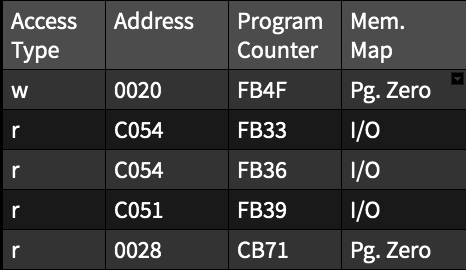 Access Type Address Program Counter Mem. Map
w 0020 FB4F Pg. Zero
r C054 FB33 I/O
r C054 FB36 I/O
r C051 FB39 I/O
r 0028 CB71 Pg. Zero